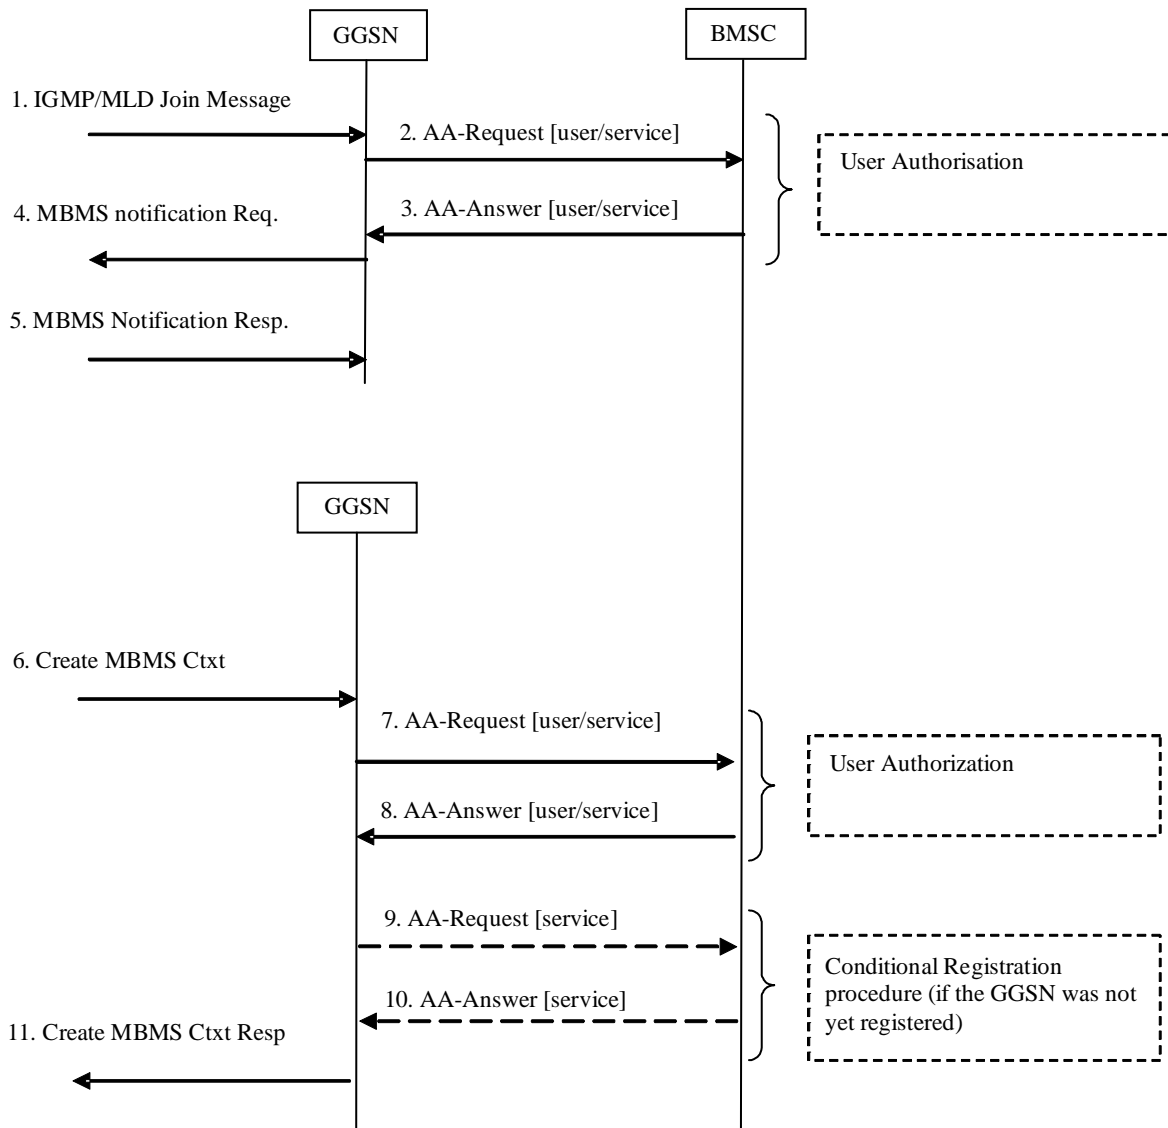 GGSN
BMSC
1. IGMP/MLD Join Message
2. AA-Request [user/service]
User Authorisation
4. MBMS notification Req.
3. AA-Answer [user/service]
5. MBMS Notification Resp.
GGSN
6. Create MBMS Ctxt
7. AA-Request [user/service]
User Authorization
8. AA-Answer [user/service]
9. AA-Request [service]
Conditional Registration
procedure (if the GGSN was not
yet registered)
10. AA-Answer [service]
11. Create MBMS Ctxt Resp